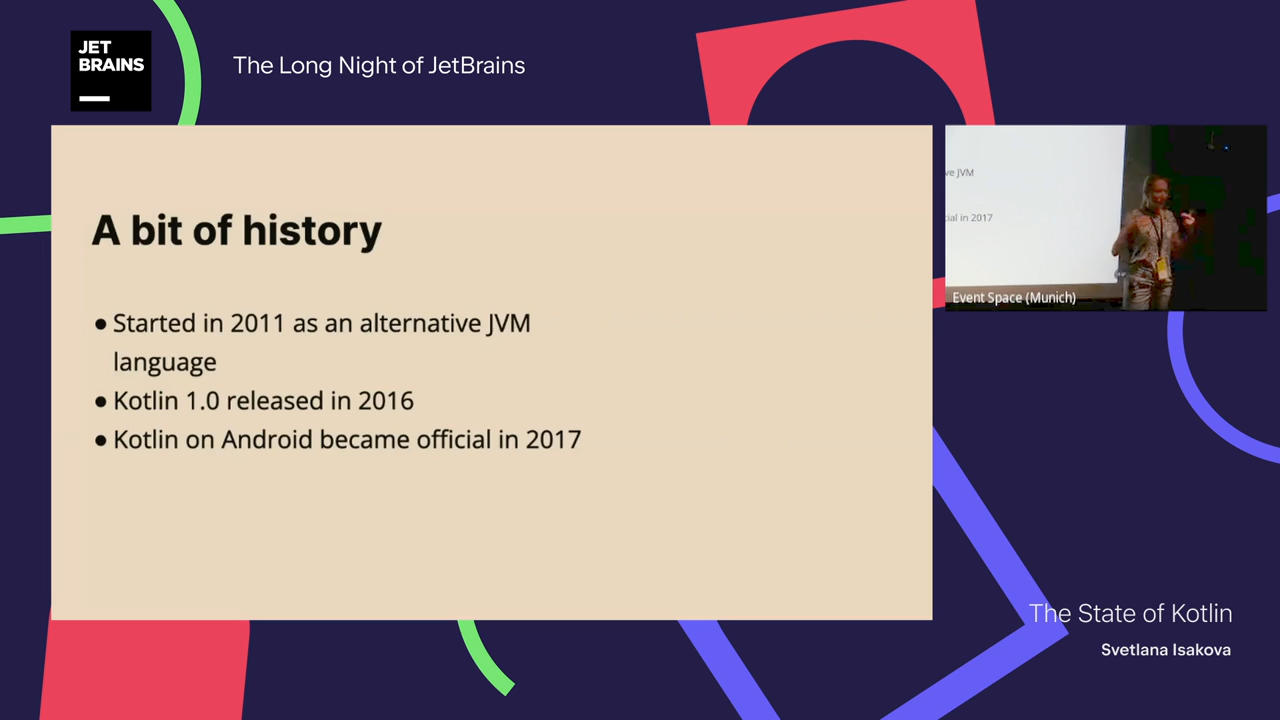 JET
BRAINS
The Long Night of JetBrains
A bit of history
● Started in 2011 as an alternative JVM
language
● Kotlin 1.0 released in 2016
● Kotlin on Android became official in 2017
ve JVM
cial in 2017
Event Space (Munich)
The State of Kotlin
Svetlana Isakova